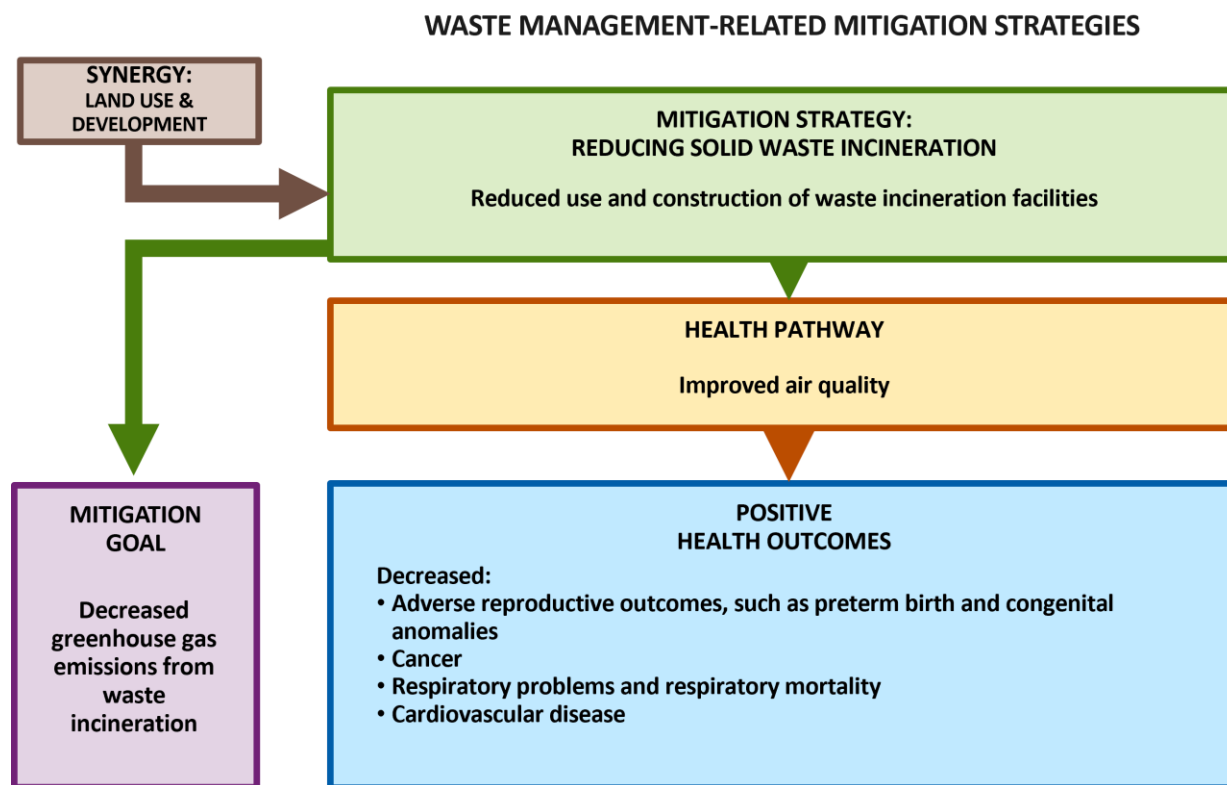 WASTE MANAGEMENT-RELATED MITIGATION STRATEGIES
SYNERGY:
LAND USE &
DEVELOPMENT
MITIGATION STRATEGY:
REDUCING SOLID WASTE INCINERATION
Reduced use and construction of waste incineration facilities
HEALTH PATHWAY
Improved air quality
MITIGATION
GOAL
Decreased
greenhouse gas
emissions from
waste
incineration
POSITIVE
HEALTH OUTCOMES
Decreased:
• Adverse reproductive outcomes, such as preterm birth and congenital
anomalies
• Cancer
• Respiratory problems and respiratory mortality
• Cardiovascular disease